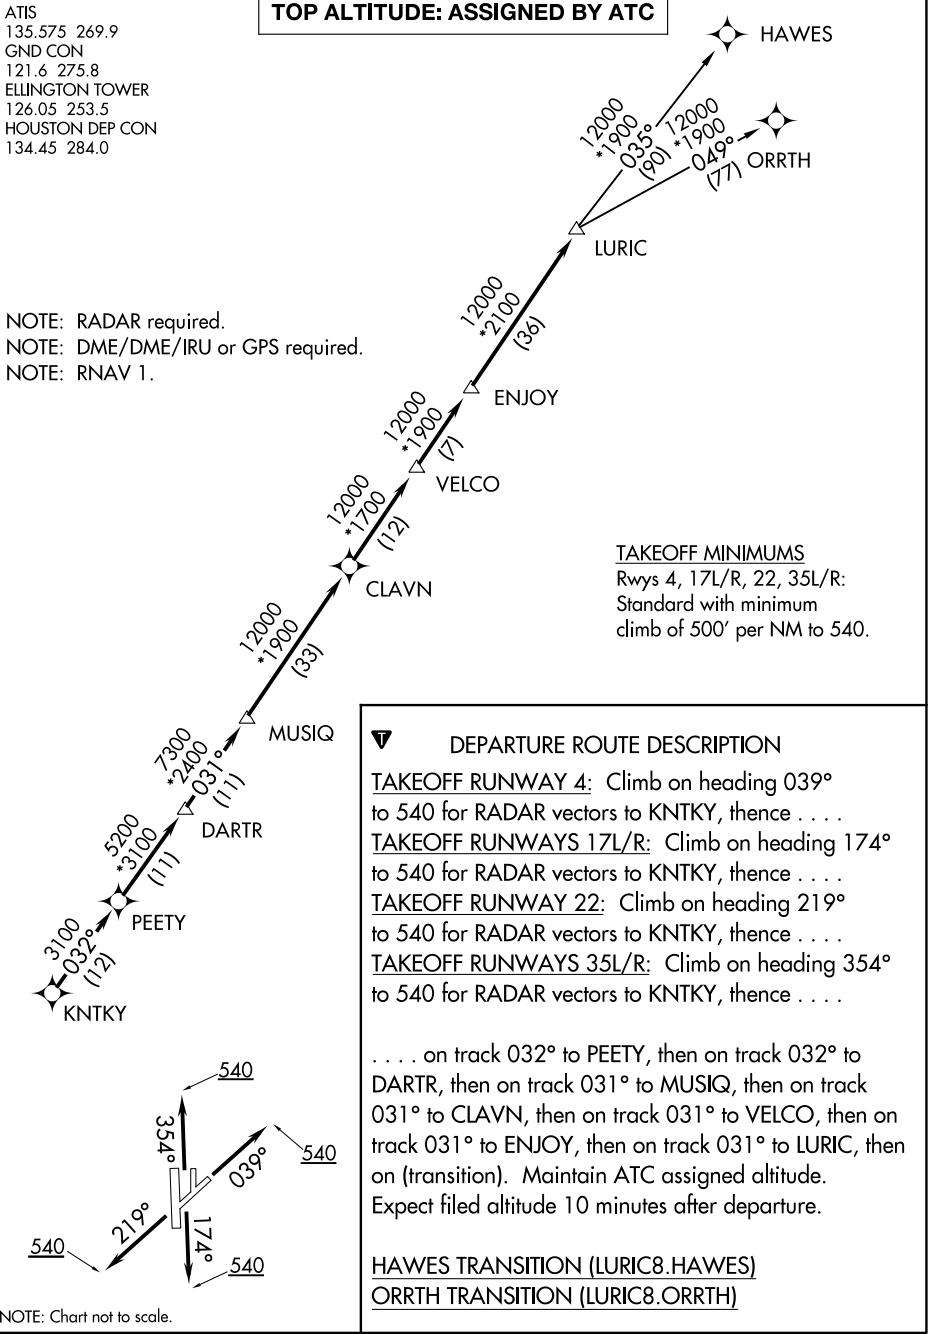 TOP ALTITUDE: ASSIGNED BY ATC
ATIS
135.575 269.9
GND CON
121.6 275.8
ELLINGTON TOWER
126.05 253.5
HOUSTON DEP CON
134.45 284.0
HAWES
12000
*1900
035°
(90)
12000
*1900
049°
(77)
ORRTH
LURIC
NOTE: RADAR required.
NOTE: DME/DME/IRU or GPS required.
NOTE: RNAV 1.
12000
*2100
(36)
ENJOY
12000
*1900
(7)
VELCO
12000
*1700
(12)
CLAVN
TAKEOFF MINIMUMS
Rwys 4, 17L/R, 22, 35L/R:
Standard with minimum
climb of 500' per NM to 540.
12000
*1900
(33)
MUSIQ
7300
*2400
031°
(11)
DARTR
5200
*3100
(11)
PEETY
3100
032°
(12)
KNTKY
T
DEPARTURE ROUTE DESCRIPTION
TAKEOFF RUNWAY 4: Climb on heading 039°
to 540 for RADAR vectors to KNTKY, thence . . . .
TAKEOFF RUNWAYS 17L/R: Climb on heading 174°
to 540 for RADAR vectors to KNTKY, thence . . . .
TAKEOFF RUNWAY 22: Climb on heading 219°
to 540 for RADAR vectors to KNTKY, thence . . . .
TAKEOFF RUNWAYS 35L/R: Climb on heading 354°
to 540 for RADAR vectors to KNTKY, thence . . . .
. . . . on track 032° to PEETY, then on track 032° to
DARTR, then on track 031° to MUSIQ, then on track
031° to CLAVN, then on track 031° to VELCO, then on
track 031° to ENJOY, then on track 031° to LURIC, then
on (transition). Maintain ATC assigned altitude.
Expect filed altitude 10 minutes after departure.
HAWES TRANSITION (LURIC8.HAWES)
ORRTH TRANSITION (LURIC8.ORRTH)
540
354°
039°
540
219°
174°
540
540
NOTE: Chart not to scale.